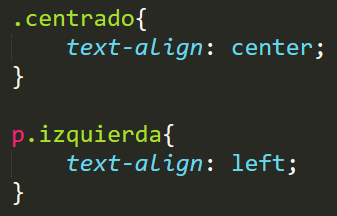 .centrado{
    text-align: center;
}

p.izquierda{
    text-align: left;
}